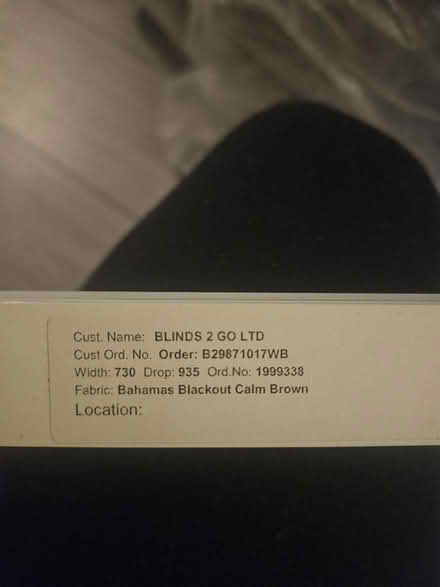 Cust. Name: BLINDS 2 GO LTD
Cust Ord. No. Order: B29871017WB
Width: 730 Drop: 935 Ord.No: 1999338
Fabric: Bahamas Blackout Calm Brown
Location: